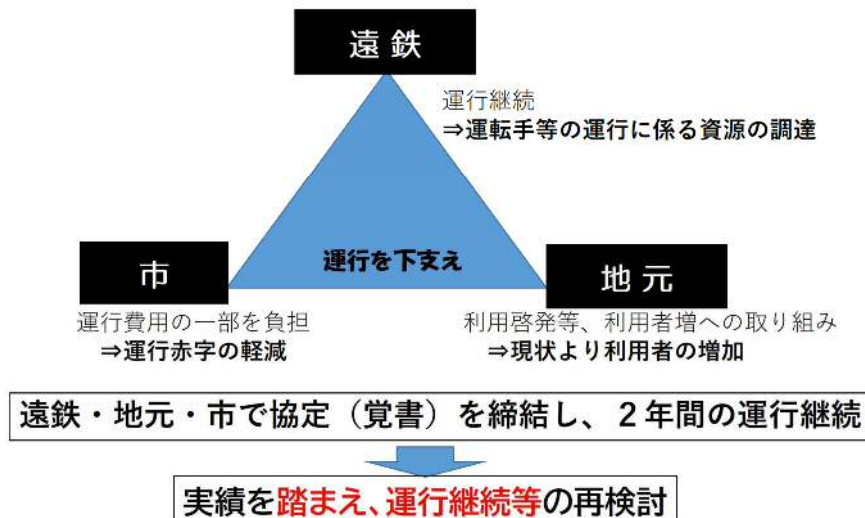 遠鉄
運行継続
⇒運転手等の運行に係る資源の調達
運行を下支え
市
運行費用の一部を負担
⇒運行赤字の軽減
地元
利用啓発等、利用者増への取り組み
⇒現状より利用者の増加
遠鉄・地元・市で協定（覚書）を締結し、２年間の運行継続
実績を踏まえ、運行継続等の再検討